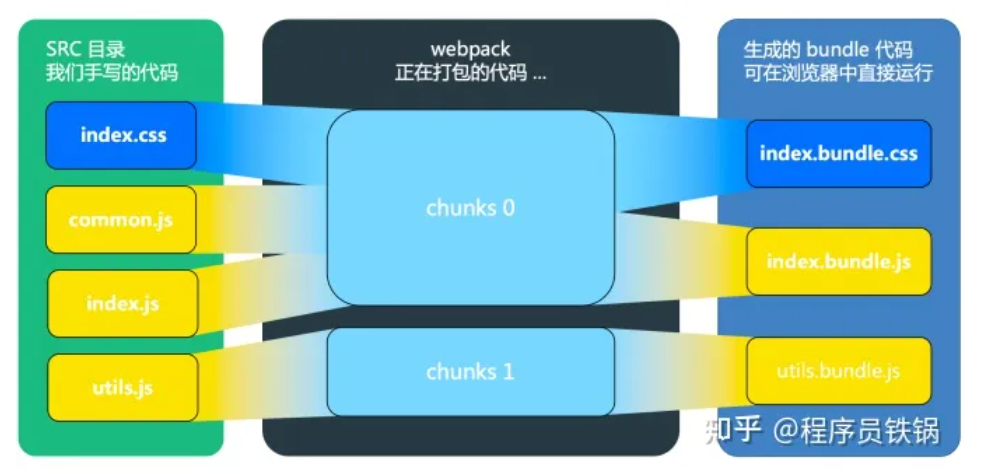 SRC 目录
我们手写的代码
index.css
common.js
index.js
utils.js
webpack
正在打包的代码 ...
chunks 0
chunks 1
生成的 bundle 代码
可在浏览器中直接运行
index.bundle.css
index.bundle.js
utils.bundle.js
知乎 @程序员铁锅